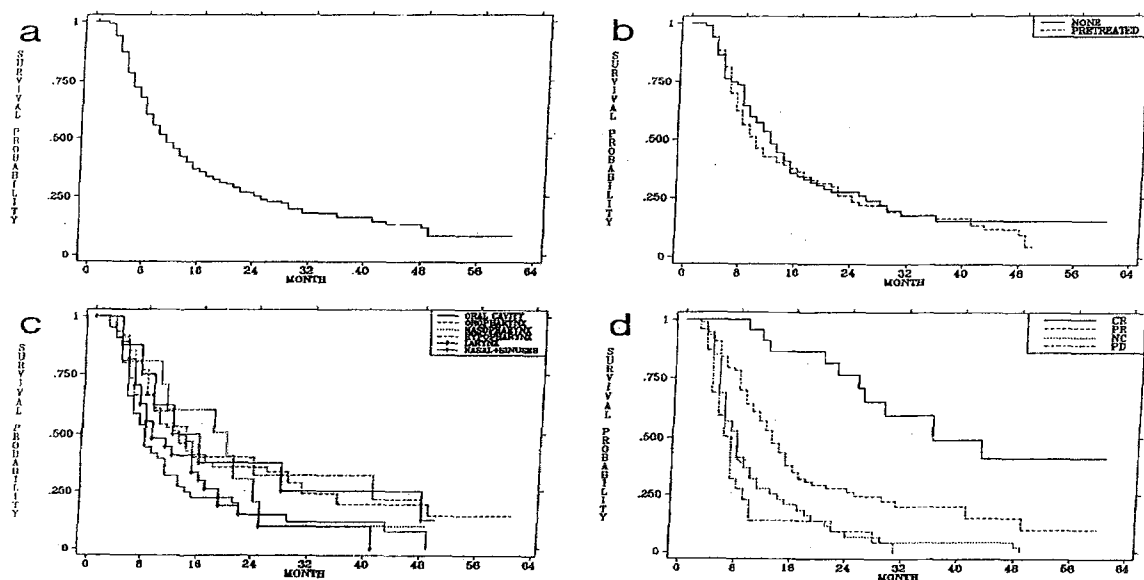 a
SURVIVAL PROBABILITY
1
.750
.500
.250
0
0 8 16 24 32 40 48 56 64
MONTH
b
NONE
PRETREATED
SURVIVAL PROBABILITY
1
.750
.500
.250
0
0 8 16 24 32 40 48 56 64
MONTH
c
ORAL CAVITY
OROPHARYNX
NASOPHARYNX
HYPOPHARYNX
LARYNX
NASAL+SINUSES
SURVIVAL PROBABILITY
1
.750
.500
.250
0
0 8 16 24 32 40 48 56 64
MONTH
d
CR
PR
NC
PD
SURVIVAL PROBABILITY
1
.750
.500
.250
0
0 8 16 24 32 40 48 56 64
MONTH